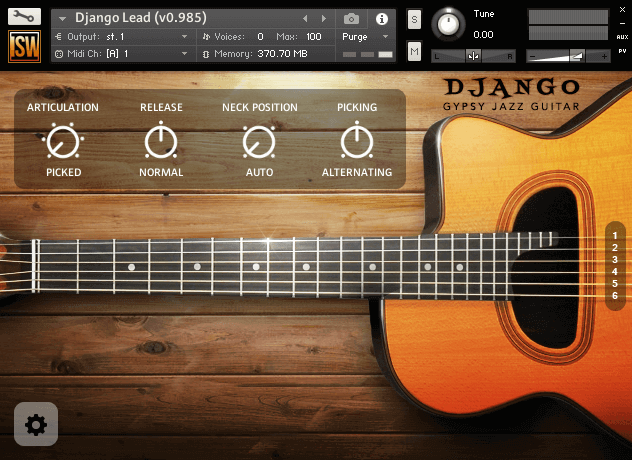 Django Lead (v0.985)
Output: st. 1
Voices: 0 Max: 100
Purge
Midi Ch: [A] 1
Memory: 370.70 MB
S
M
Tune
0.00
L
R
AUX
PV
ISW
DJANGO
GYPSY JAZZ GUITAR
ARTICULATION
RELEASE
NECK POSITION
PICKING
PICKED
NORMAL
AUTO
ALTERNATING
1
2
3
4
5
6